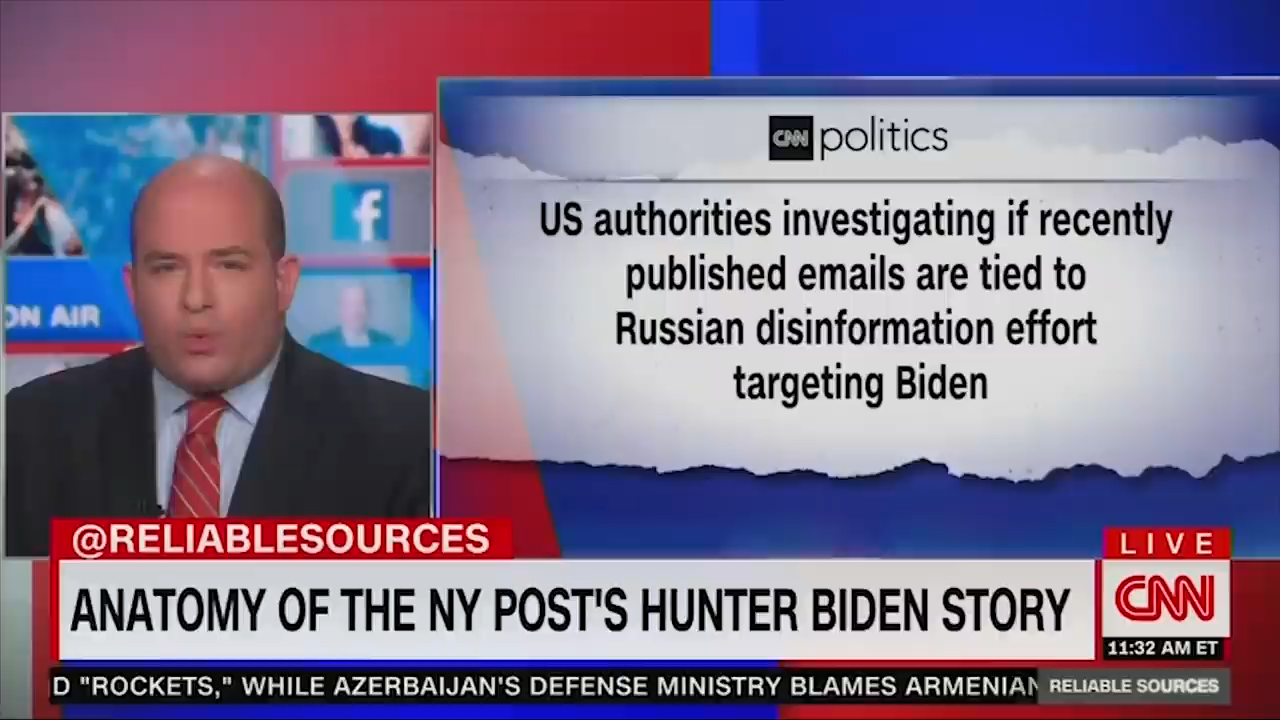 CNN politics
US authorities investigating if recently
published emails are tied to
Russian disinformation effort
targeting Biden
f
ON AIR
@RELIABLESOURCES
ANATOMY OF THE NY POST'S HUNTER BIDEN STORY
LIVE
CNN
11:32 AM ET
D "ROCKETS," WHILE AZERBAIJAN'S DEFENSE MINISTRY BLAMES ARMENIAN
RELIABLE SOURCES